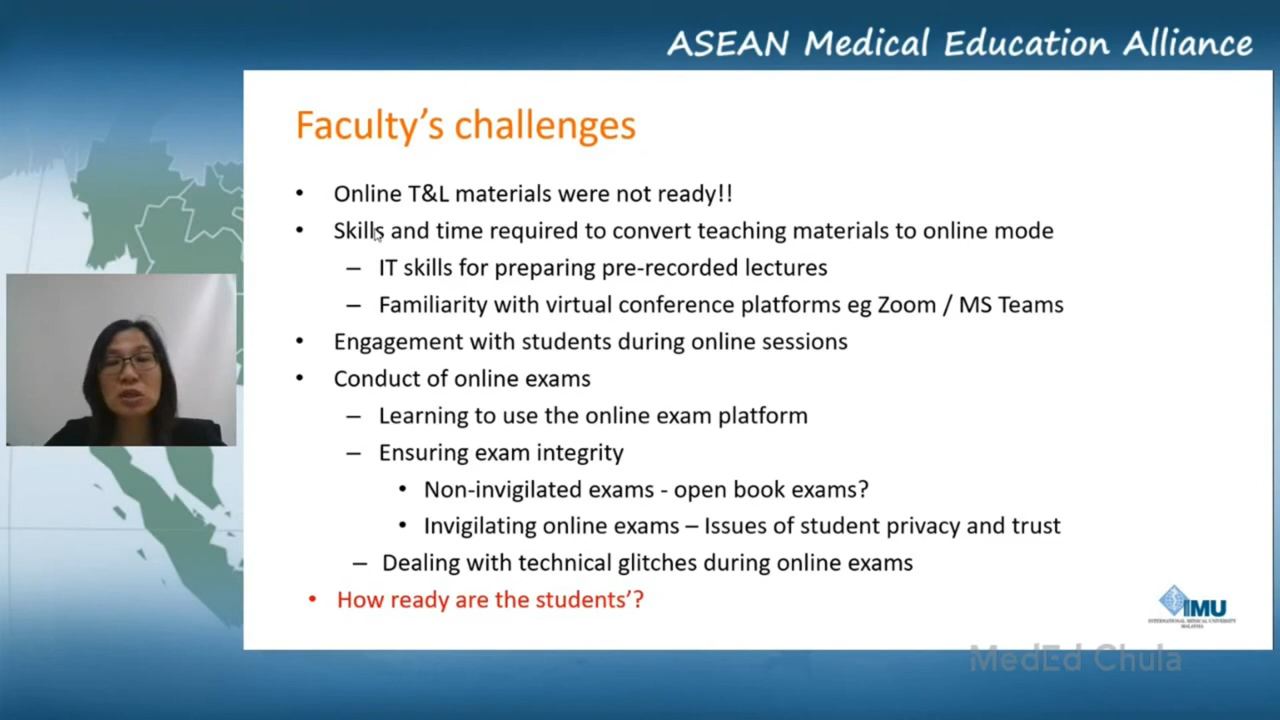 ASEAN Medical Education Alliance
Faculty's challenges
• Online T&L materials were not ready!!
• Skills and time required to convert teaching materials to online mode
– IT skills for preparing pre-recorded lectures
– Familiarity with virtual conference platforms eg Zoom / MS Teams
• Engagement with students during online sessions
• Conduct of online exams
– Learning to use the online exam platform
– Ensuring exam integrity
• Non-invigilated exams - open book exams?
• Invigilating online exams – Issues of student privacy and trust
– Dealing with technical glitches during online exams
• How ready are the students'?
IMU
INTERNATIONAL MEDICAL UNIVERSITY
MALAYSIA
MedEd Chula